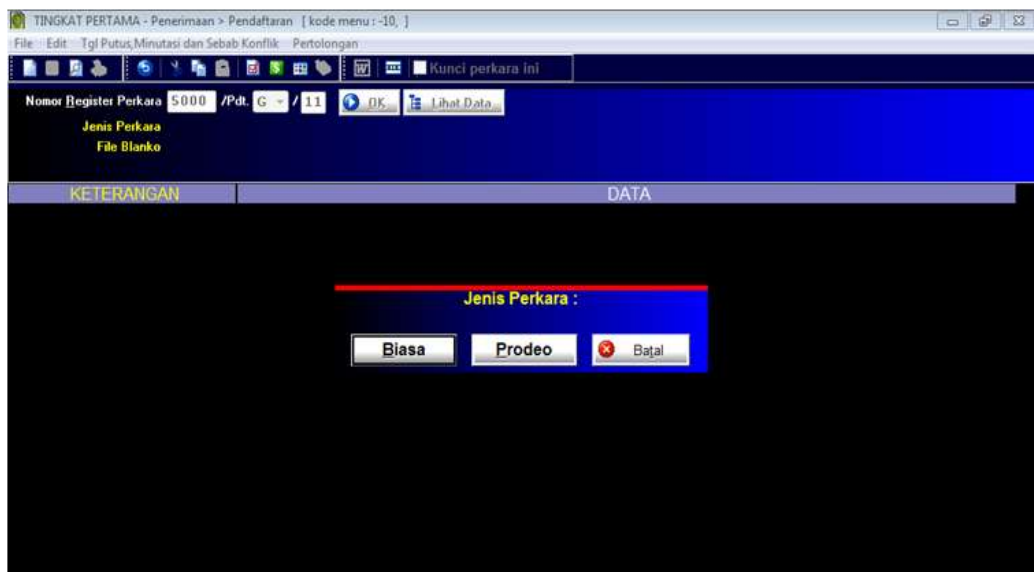 TINGKAT PERTAMA - Penerimaan > Pendaftaran [ kode menu : -10, ]
File Edit Tgl Putus,Minutasi dan Sebab Konflik Pertolongan
W Kunci perkara ini
Nomor Register Perkara 5000 /Pdt. G / 11 OK Lihat Data
Jenis Perkara
File Blanko
KETERANGAN DATA
Jenis Perkara :
Biasa Prodeo Batal